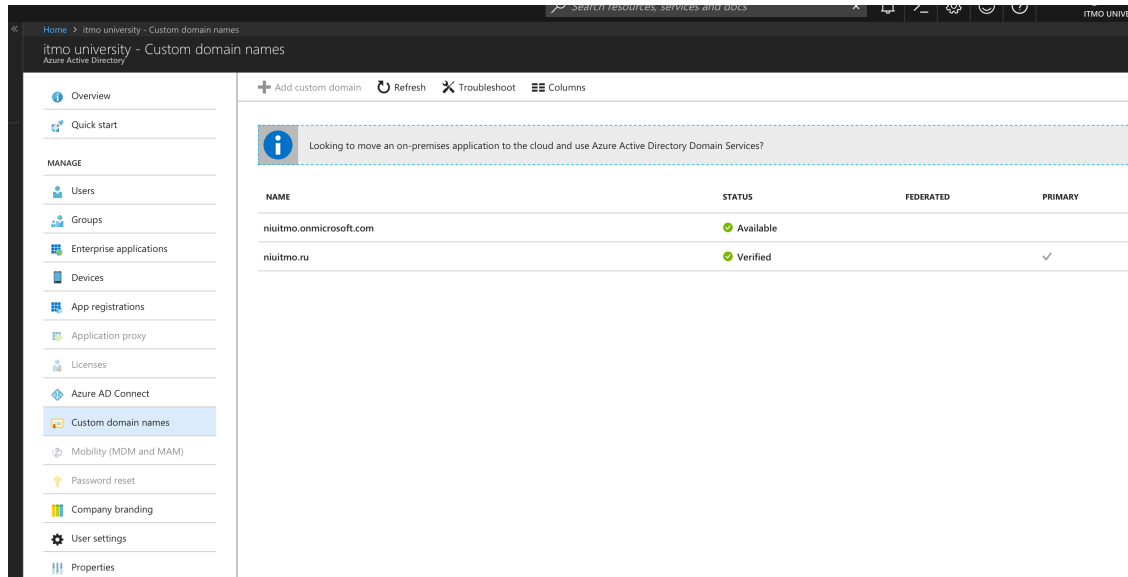 Search resources, services and docs
ITMO UNIVE
Home > itmo university - Custom domain names
itmo university - Custom domain names
Azure Active Directory
Overview
Quick start
MANAGE
Users
Groups
Enterprise applications
Devices
App registrations
Application proxy
Licenses
Azure AD Connect
Custom domain names
Mobility (MDM and MAM)
Password reset
Company branding
User settings
Properties
Add custom domain Refresh Troubleshoot Columns
Looking to move an on-premises application to the cloud and use Azure Active Directory Domain Services?
NAME STATUS FEDERATED PRIMARY
niuitmo.onmicrosoft.com Available
niuitmo.ru Verified